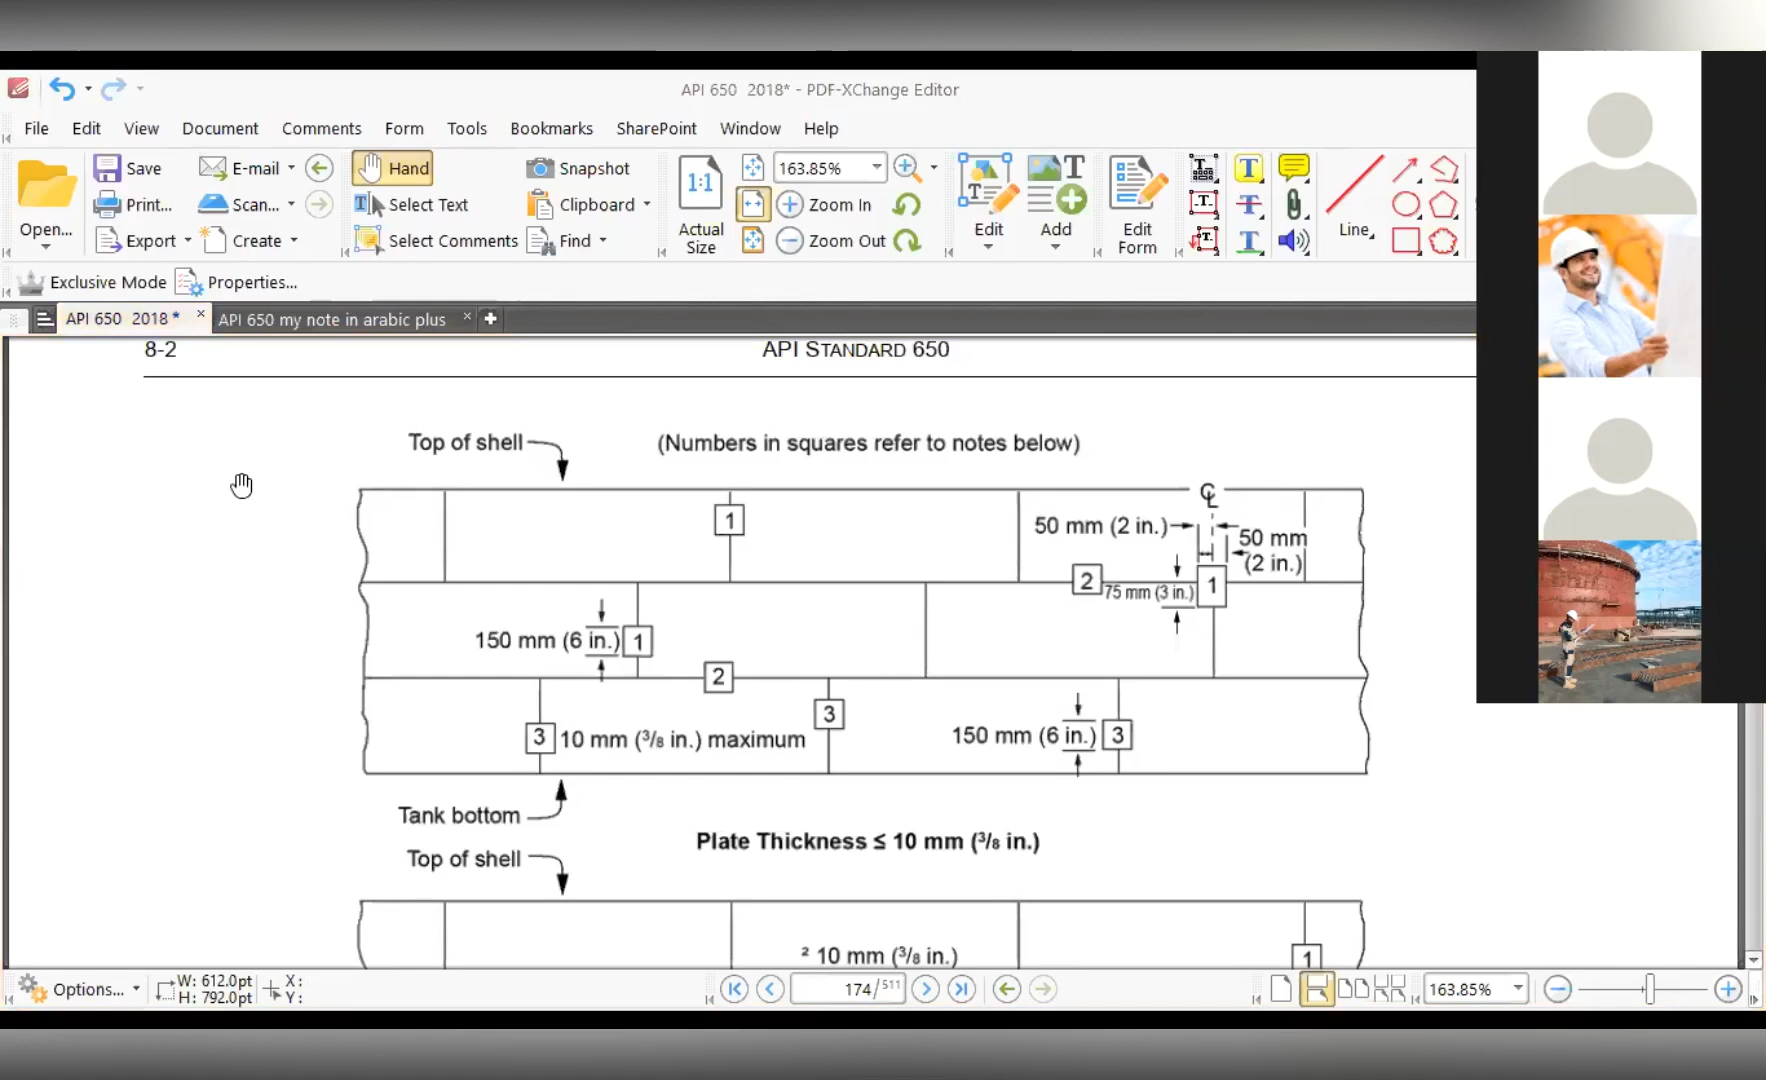 API 650 2018* - PDF-XChange Editor
File Edit View Document Comments Form Tools Bookmarks SharePoint Window Help
Open...
Save
Print...
Export
E-mail
Scan...
Create
Hand
Select Text
Select Comments
Snapshot
Clipboard
Find
1:1
Actual
Size
163.85%
Zoom In
Zoom Out
Edit
Add
Edit
Form
Line
Exclusive Mode Properties...
API 650 2018 *
API 650 my note in arabic plus
8-2
API STANDARD 650
Top of shell
(Numbers in squares refer to notes below)
1
50 mm (2 in.)
50 mm
(2 in.)
2
75 mm (3 in.)
1
150 mm (6 in.)
1
2
3
10 mm (3/8 in.) maximum
3
150 mm (6 in.)
3
Tank bottom
Plate Thickness ≤ 10 mm (3/8 in.)
Top of shell
² 10 mm (3/8 in.)
1
Options...
W: 612.0pt
H: 792.0pt
X:
Y:
174/511
163.85%